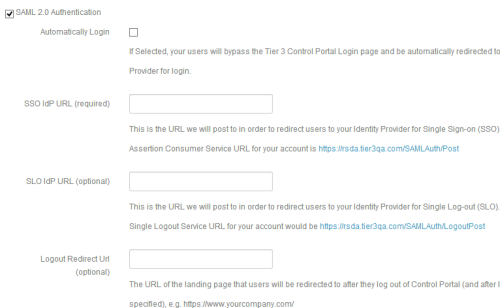 SAML 2.0 Authentication
Automatically Login
If Selected, your users will bypass the Tier 3 Control Portal Login page and be automatically redirected to
Provider for login.
SSO IdP URL (required)
This is the URL we will post to in order to redirect users to your Identity Provider for Single Sign-on (SSO)
Assertion Consumer Service URL for your account is https://rsda.tier3qa.com/SAMLAuth/Post
SLO IdP URL (optional)
This is the URL we will post to in order to redirect users to your Identity Provider for Single Log-out (SLO).
Single Logout Service URL for your account would be https://rsda.tier3qa.com/SAMLAuth/LogoutPost
Logout Redirect Url
(optional)
The URL of the landing page that users will be redirected to after they log out of Control Portal (and after
specified), e.g. https://www.yourcompany.com/